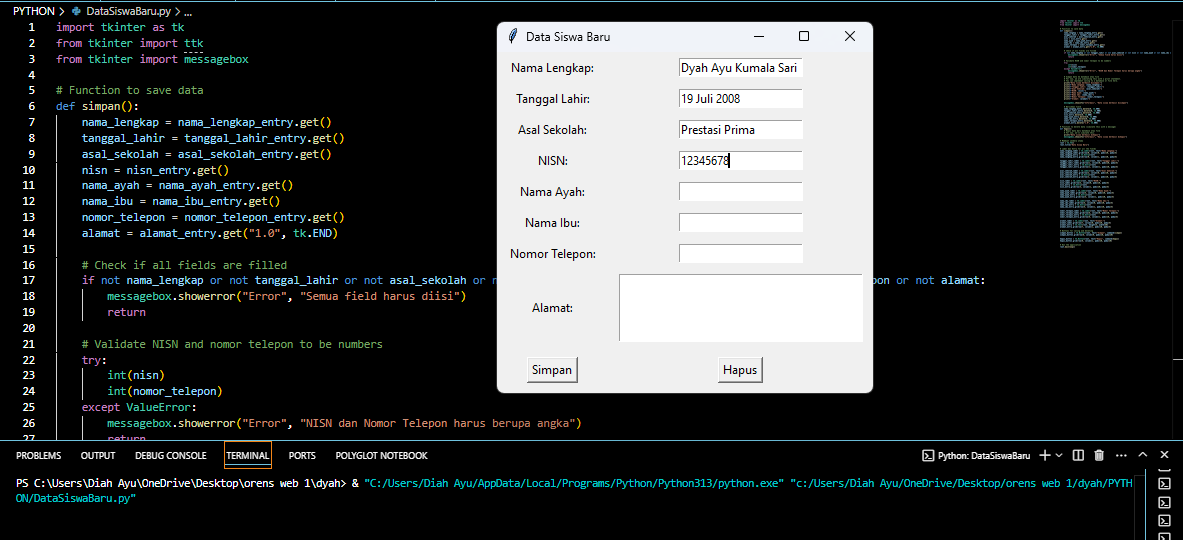 PYTHON > DataSiswaBaru.py > ...
1 import tkinter as tk
2 from tkinter import ttk
3 from tkinter import messagebox
4
5 # Function to save data
6 def simpan():
7 nama_lengkap = nama_lengkap_entry.get()
8 tanggal_lahir = tanggal_lahir_entry.get()
9 asal_sekolah = asal_sekolah_entry.get()
10 nisn = nisn_entry.get()
11 nama_ayah = nama_ayah_entry.get()
12 nama_ibu = nama_ibu_entry.get()
13 nomor_telepon = nomor_telepon_entry.get()
14 alamat = alamat_entry.get("1.0", tk.END)
15
16 # Check if all fields are filled
17 if not nama_lengkap or not tanggal_lahir or not asal_sekolah or n
pon or not alamat:
18 messagebox.showerror("Error", "Semua field harus diisi")
19 return
20
21 # Validate NISN and nomor telepon to be numbers
22 try:
23 int(nisn)
24 int(nomor_telepon)
25 except ValueError:
26 messagebox.showerror("Error", "NISN dan Nomor Telepon harus berupa angka")
27 return
Data Siswa Baru
Nama Lengkap: Dyah Ayu Kumala Sari
Tanggal Lahir: 19 Juli 2008
Asal Sekolah: Prestasi Prima
NISN: 12345678
Nama Ayah:
Nama Ibu:
Nomor Telepon:
Alamat:
Simpan Hapus
PROBLEMS OUTPUT DEBUG CONSOLE TERMINAL PORTS POLYGLOT NOTEBOOK Python: DataSiswaBaru
PS C:\Users\Diah Ayu\OneDrive\Desktop\orens web 1\dyah> & "C:/Users/Diah Ayu/AppData/Local/Programs/Python/Python313/python.exe" "c:/Users/Diah Ayu/OneDrive/Desktop/orens web 1/dyah/PYTH
ON/DataSiswaBaru.py"